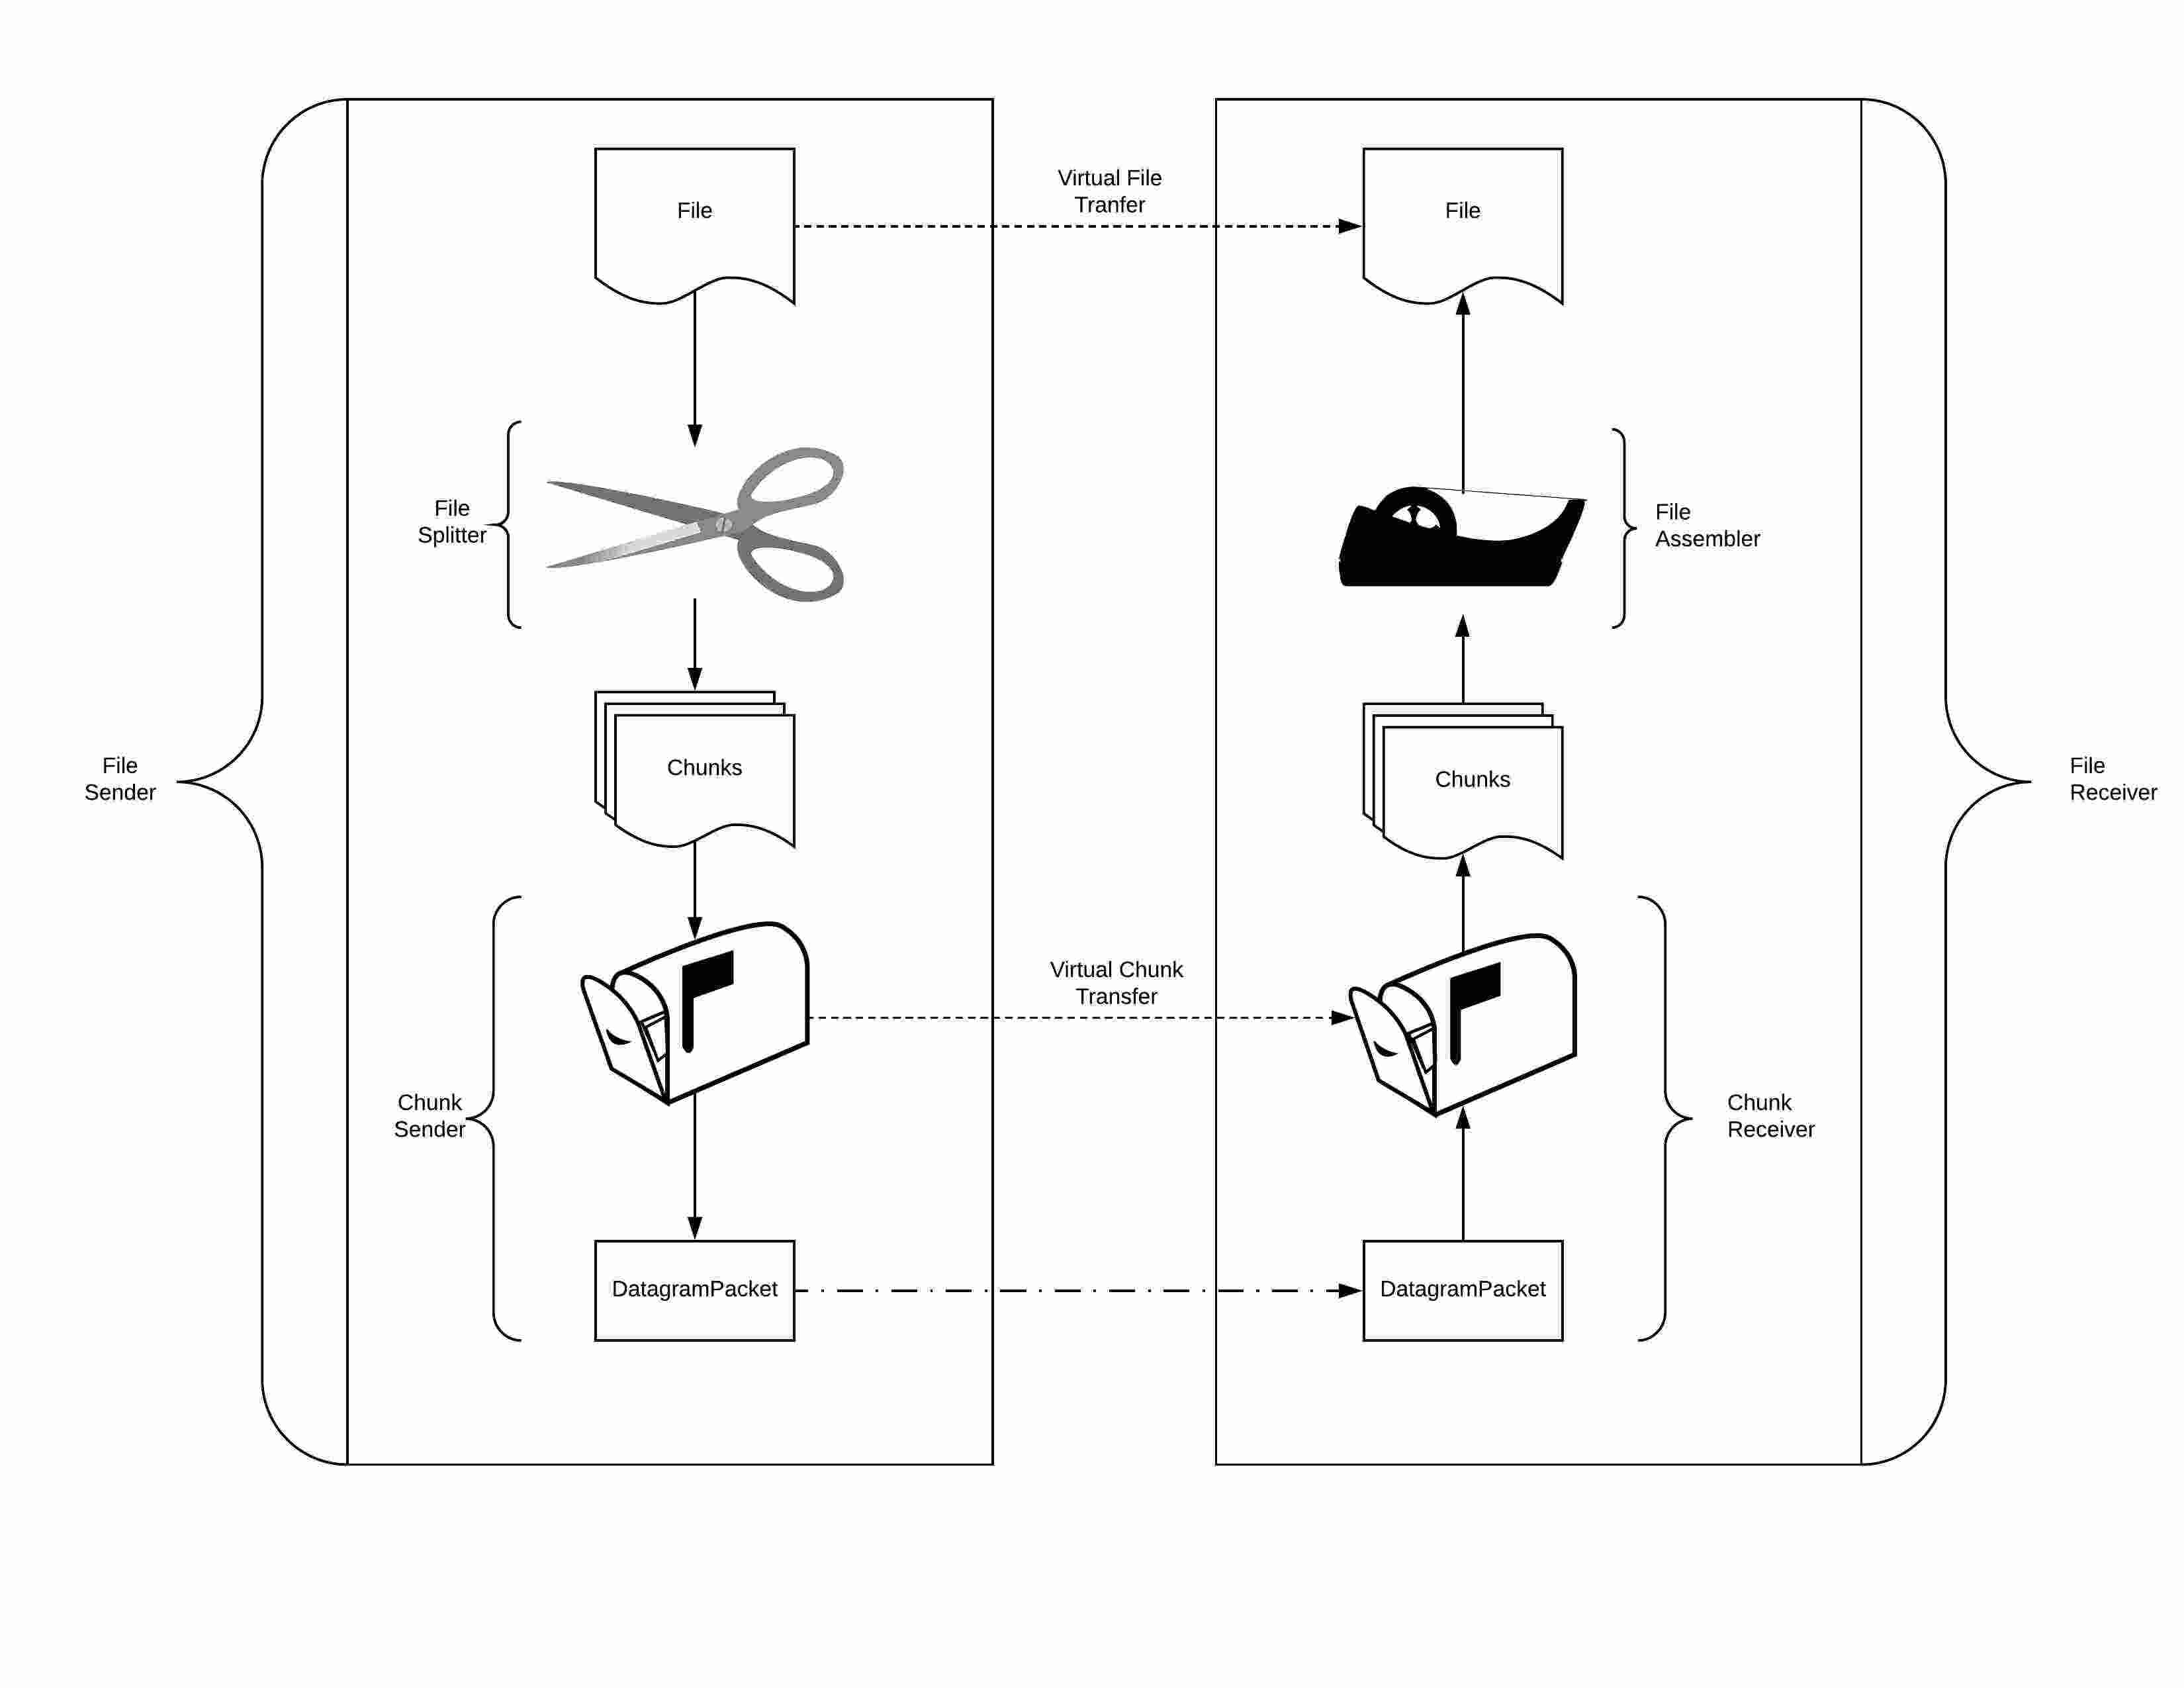 Virtual File
Tranfer
File
File
File
Splitter
File
Assembler
Chunks
Chunks
File
Sender
File
Receiver
Virtual Chunk
Transfer
Chunk
Sender
Chunk
Receiver
DatagramPacket
DatagramPacket